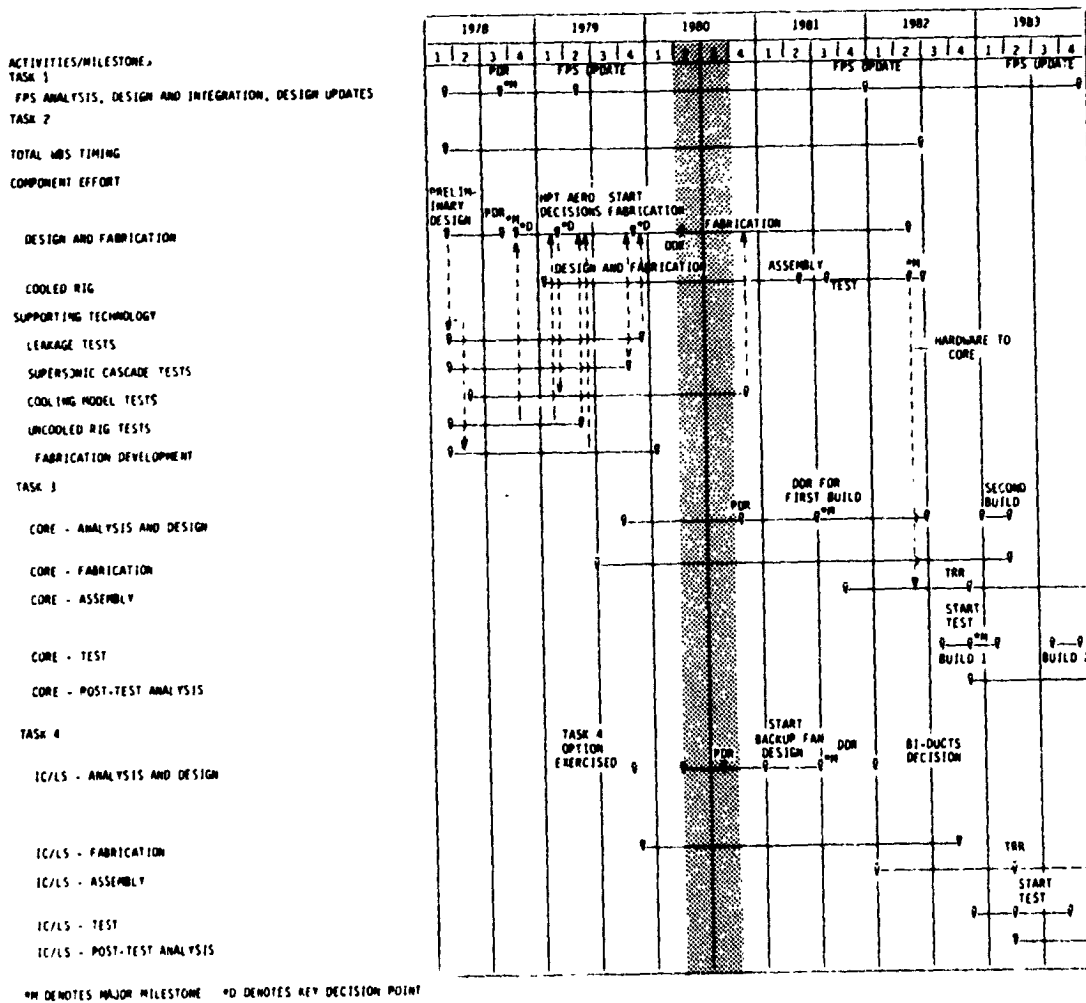 1978 1979 1980 1981 1982 1983
ACTIVITIES/MILESTONES
1 2 3 4 1 2 3 4 1 2 3 4 1 2 3 4 1 2 3 4 1 2 3 4
TASK 1
PDR FPS UPDATE FPS UPDATE FPS UPDATE
FPS ANALYSIS, DESIGN AND INTEGRATION, DESIGN UPDATES
*M
TASK 2
TOTAL WBS TIMING
COMPONENT EFFORT
PRELIM-
INARY
DESIGN
PDR *M *D
HPT AERO
DECISIONS
*D
START
FABRICATION
*D
DDR
FABRICATION
DESIGN AND FABRICATION
DESIGN AND FABRICATION
ASSEMBLY
TEST
*M
COOLED RIG
SUPPORTING TECHNOLOGY
HARDWARE TO
CORE
LEAKAGE TESTS
SUPERSONIC CASCADE TESTS
COOLING MODEL TESTS
UNCOOLED RIG TESTS
FABRICATION DEVELOPMENT
TASK 3
DDR FOR
FIRST BUILD
SECOND
BUILD
PDR
*M
CORE - ANALYSIS AND DESIGN
CORE - FABRICATION
TRR
CORE - ASSEMBLY
START
TEST
*M
CORE - TEST
BUILD 1 BUILD 2
CORE - POST-TEST ANALYSIS
TASK 4
TASK 4
OPTION
EXERCISED
PDR
START
BACKUP FAN
DESIGN
DDR
*M
BI-DUCTS
DECISION
IC/LS - ANALYSIS AND DESIGN
IC/LS - FABRICATION
TRR
IC/LS - ASSEMBLY
START
TEST
IC/LS - TEST
IC/LS - POST-TEST ANALYSIS
*M DENOTES MAJOR MILESTONE *D DENOTES KEY DECISION POINT